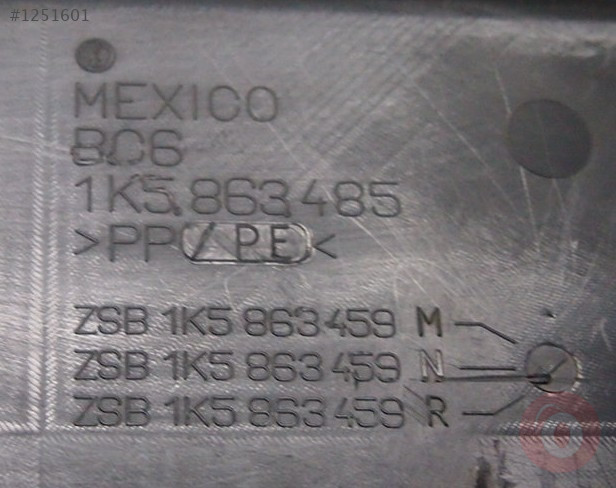 #1251601
MEXICO
BC6
1K5.863.485
>PP/PE<
ZSB 1K5 863 459 M
ZSB 1K5 863 459 N
ZSB 1K5 863 459 R